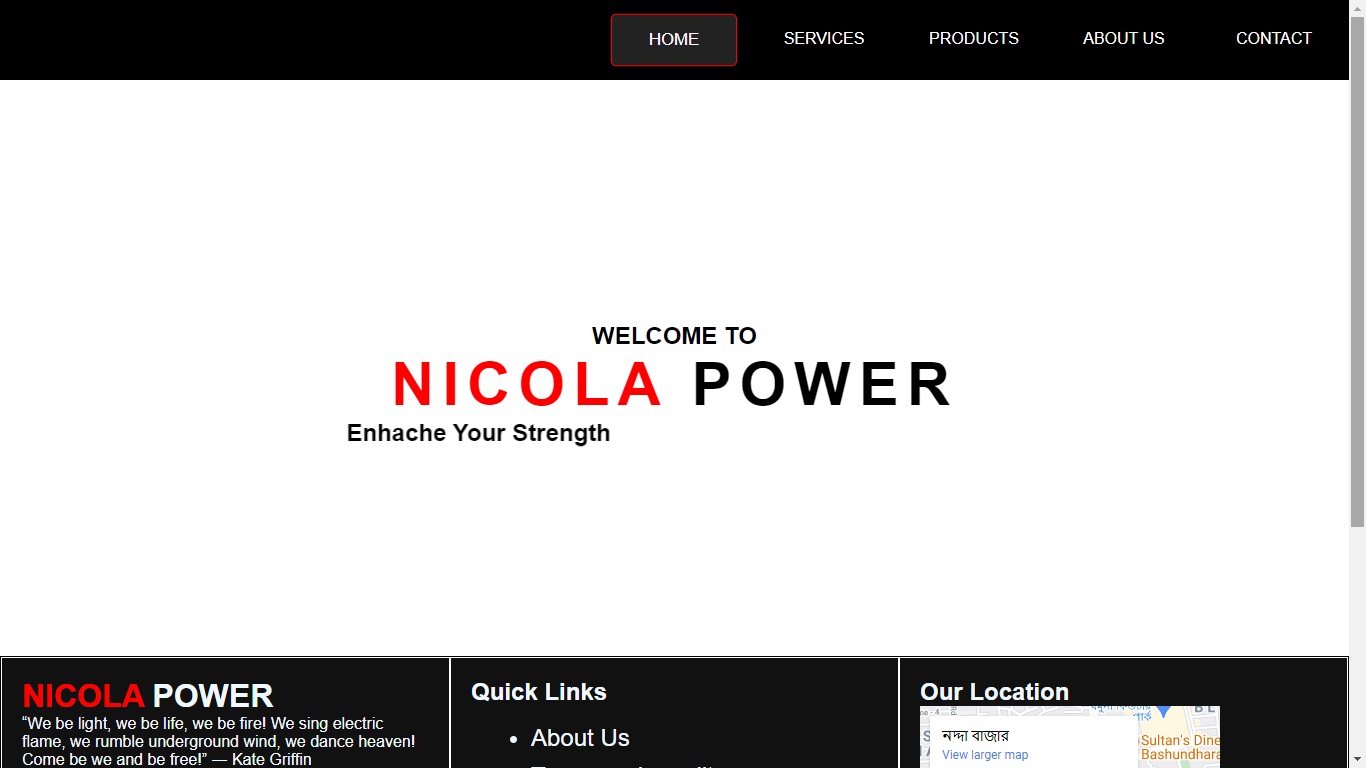 HOME SERVICES PRODUCTS ABOUT US CONTACT
WELCOME TO
NICOLA POWER
Enhache Your Strength
NICOLA POWER
“We be light, we be life, we be fire! We sing electric
flame, we rumble underground wind, we dance heaven!
Come be we and be free!” — Kate Griffin
Quick Links
• About Us
Our Location
নদ্দা বাজার
View larger map
Sultan's Dine
Bashundhara